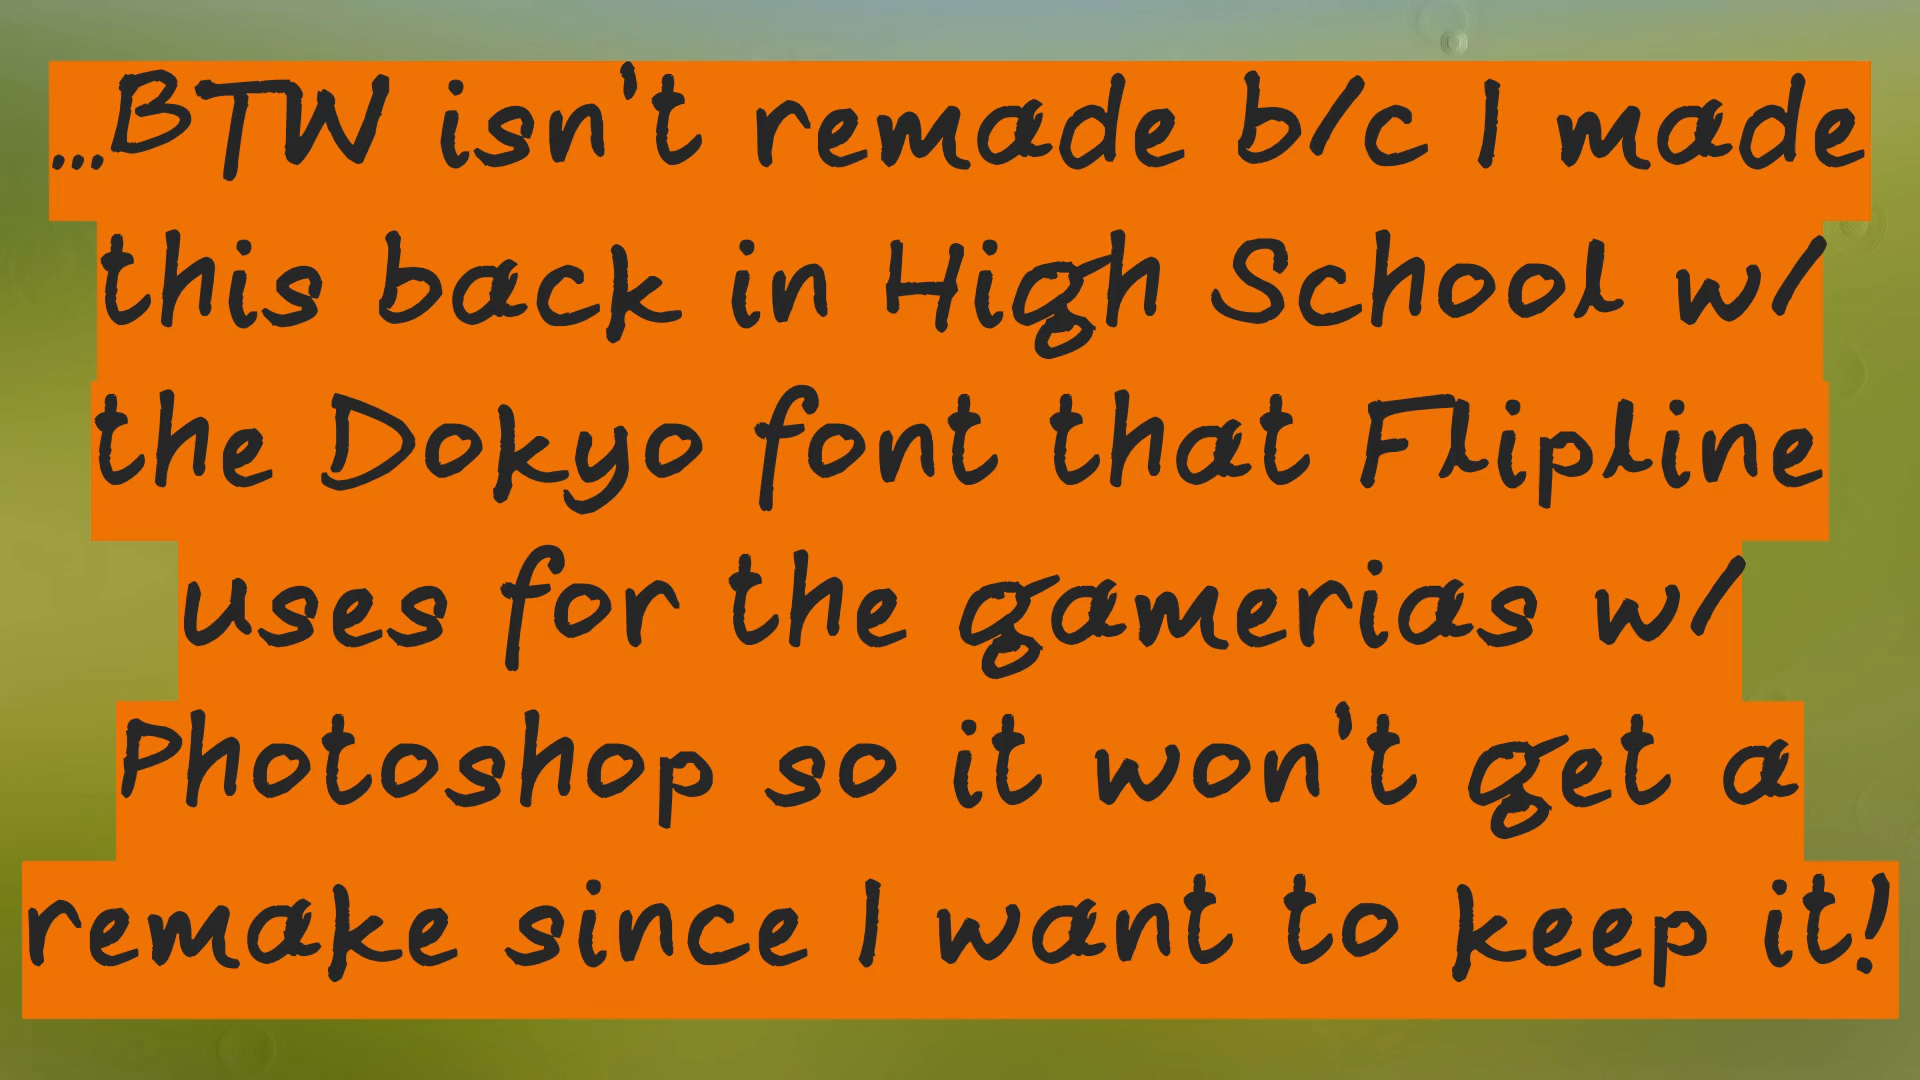 ...BTW isn't remade b/c I made
this back in High School w/
the Dokyo font that Flipline
uses for the gamerias w/
Photoshop so it won't get a
remake since I want to keep it!